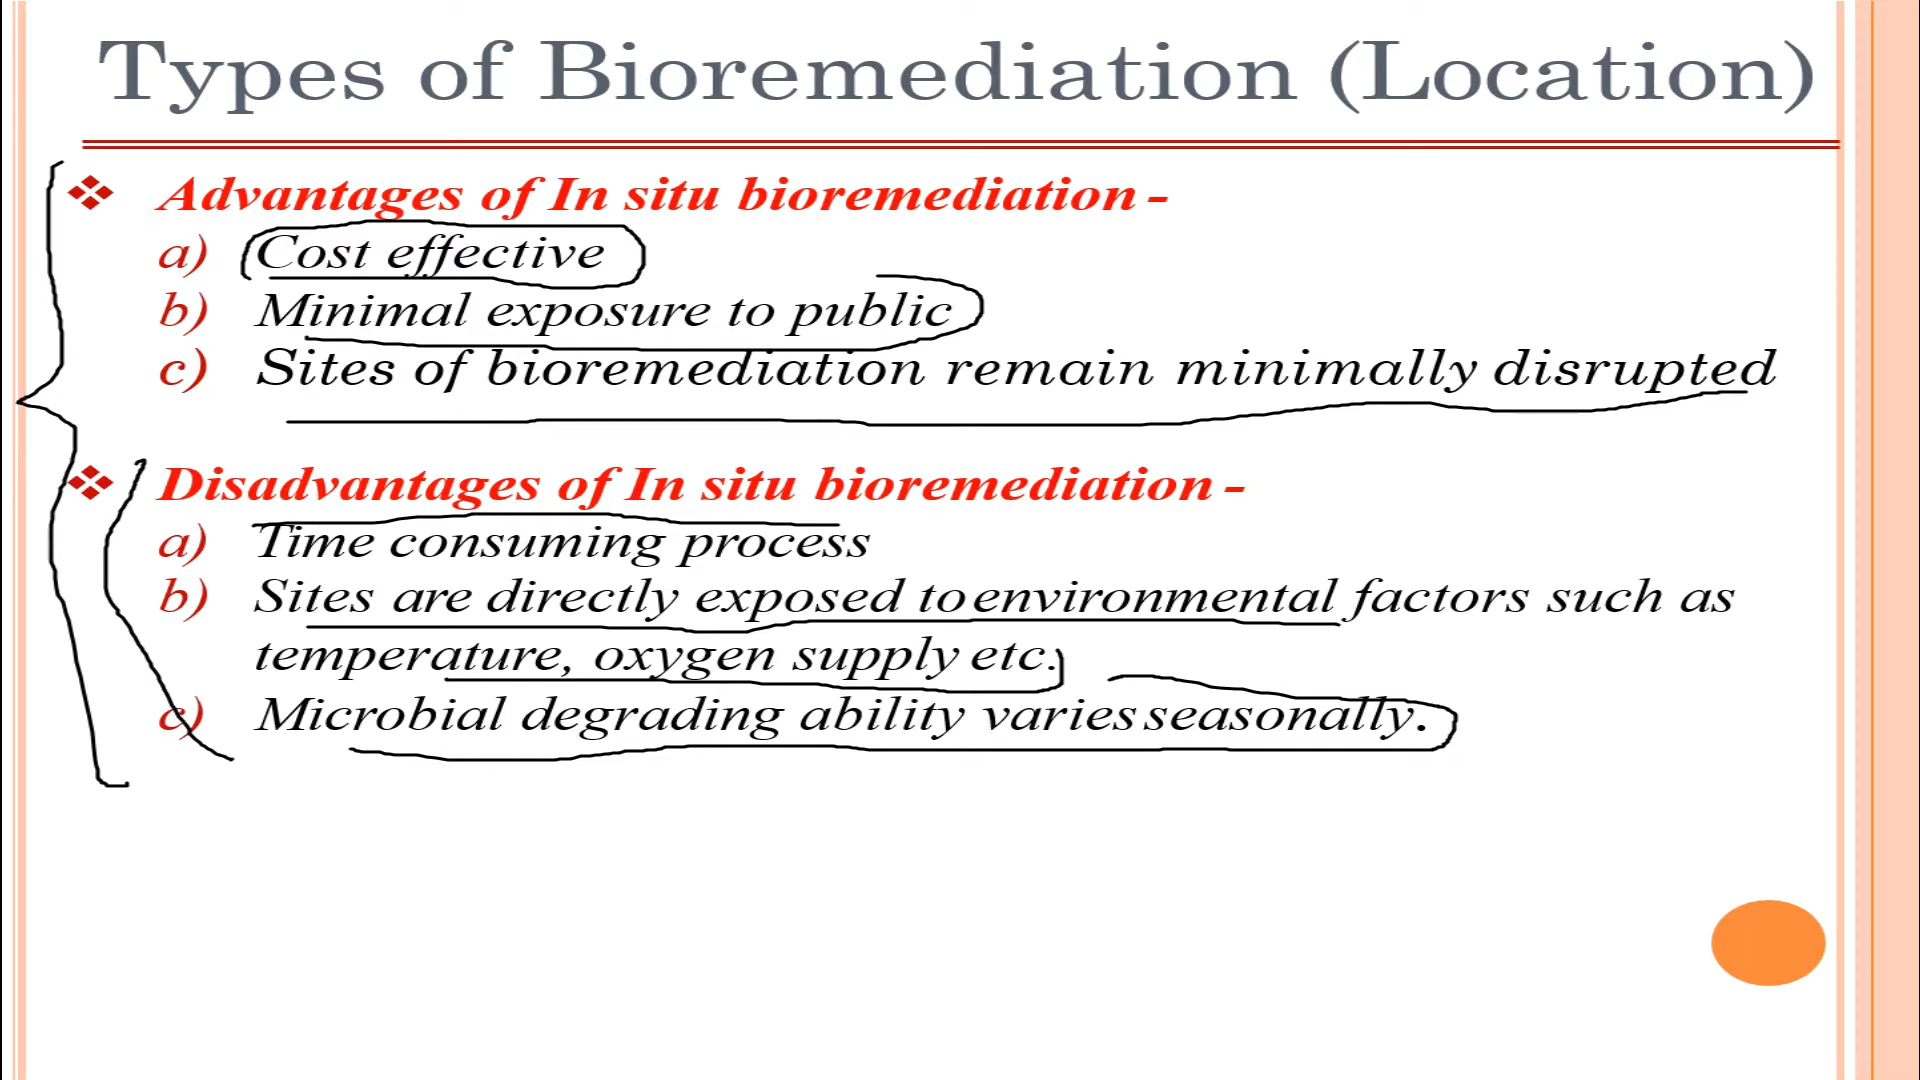 Types of Bioremediation (Location)
Advantages of In situ bioremediation -
a) Cost effective
b) Minimal exposure to public
c) Sites of bioremediation remain minimally disrupted
Disadvantages of In situ bioremediation -
a) Time consuming process
b) Sites are directly exposed to environmental factors such as
temperature, oxygen supply etc.
c) Microbial degrading ability varies seasonally.